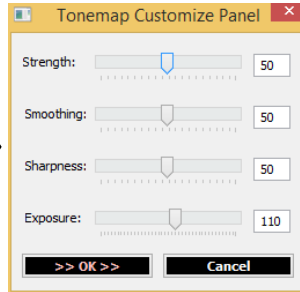 Tonemap Customize Panel
Strength: 50
Smoothing: 50
Sharpness: 50
Exposure: 110
>> OK >> Cancel